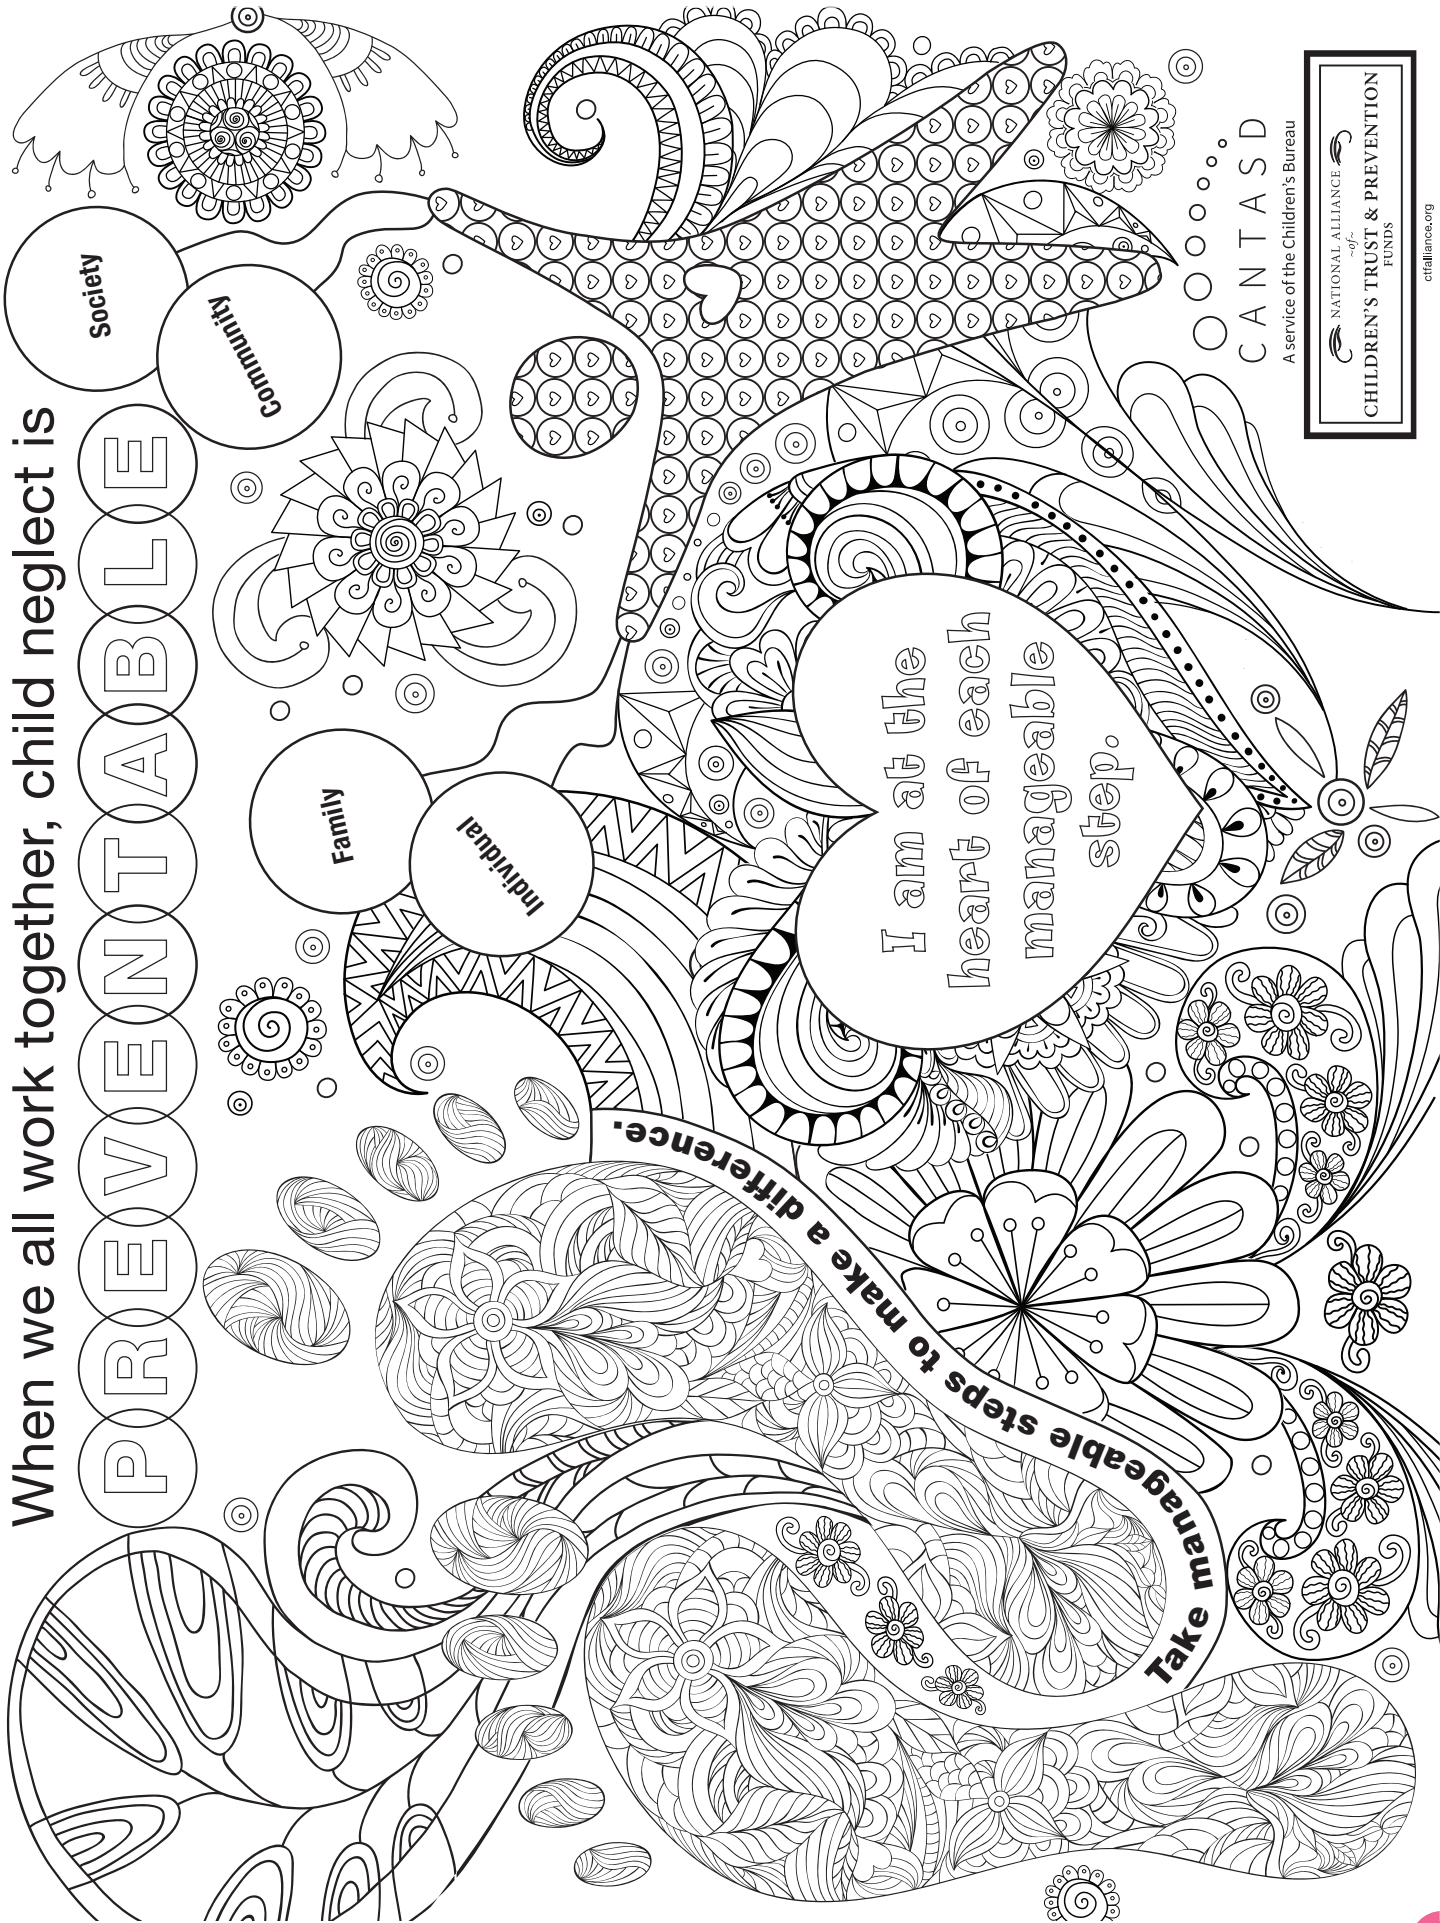 When we all work together, child neglect is
PREVENTABLE
Society
Community
Family
Individual
I am at the
heart of each
manageable
step.
Take manageable steps to make a difference.
CANTASD
A service of the Children's Bureau
NATIONAL ALLIANCE
~of~
CHILDREN'S TRUST & PREVENTION
FUNDS
ctfalliance.org